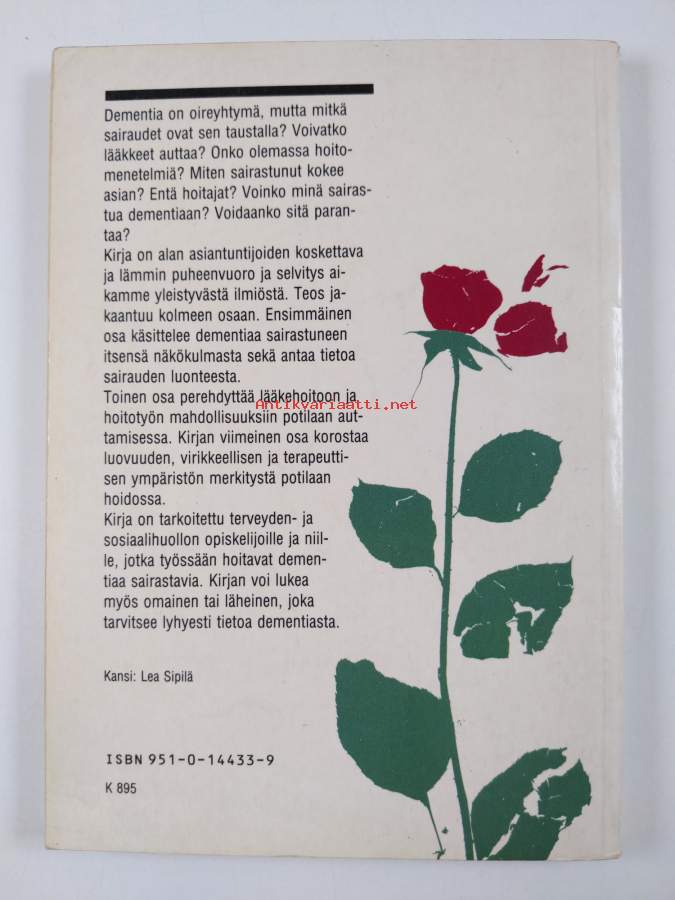 Dementia on oireyhtymä, mutta mitkä
sairaudet ovat sen taustalla? Voivatko
lääkkeet auttaa? Onko olemassa hoito-
menetelmiä? Miten sairastunut kokee
asian? Entä hoitajat? Voinko minä sairas-
tua dementiaan? Voidaanko sitä paran-
taa?
Kirja on alan asiantuntijoiden koskettava
ja lämmin puheenvuoro ja selvitys ai-
kamme yleistyvästä ilmiöstä. Teos ja-
kaantuu kolmeen osaan. Ensimmäinen
osa käsittelee dementiaa sairastuneen
itsensä näkökulmasta sekä antaa tietoa
sairauden luonteesta.
Toinen osa perehdyttää lääkehoitoon ja
Antikvariaatti.net
hoitotyön mahdollisuuksiin potilaan aut-
tamisessa. Kirjan viimeinen osa korostaa
luovuuden, virikkeellisen ja terapeutti-
sen ympäristön merkitystä potilaan
hoidossa.
Kirja on tarkoitettu terveyden- ja
sosiaalihuollon opiskelijoille ja niil-
le, jotka työssään hoitavat demen-
tiaa sairastavia. Kirjan voi lukea
myös omainen tai läheinen, joka
tarvitsee lyhyesti tietoa dementiasta.
Kansi: Lea Sipilä
ISBN 951-0-14433-9
K 895